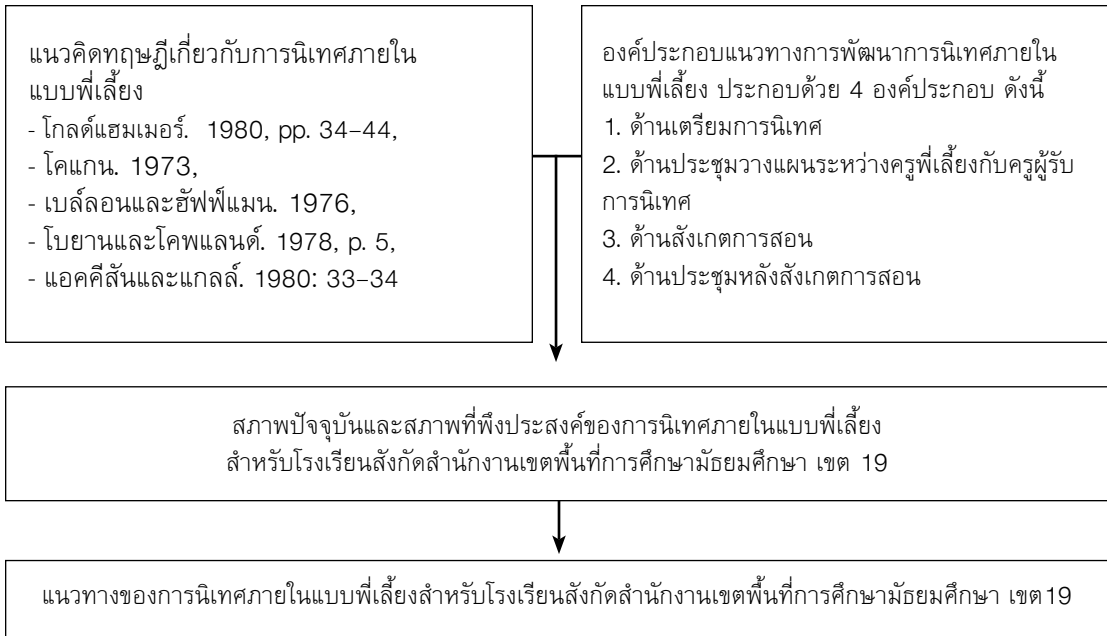 แนวคิดทฤษฎีเกี่ยวกับการนิเทศภายใน
แบบพี่เลี้ยง
- โกลด์แฮมเมอร์. 1980, pp. 34–44,
- โคแกน. 1973,
- เบล์ลอนและฮัฟฟ์แมน. 1976,
- โบยานและโคพแลนด์. 1978, p. 5,
- แอคคีสันและแกลล์. 1980: 33–34
องค์ประกอบแนวทางการพัฒนาการนิเทศภายใน
แบบพี่เลี้ยง ประกอบด้วย 4 องค์ประกอบ ดังนี้
1. ด้านเตรียมการนิเทศ
2. ด้านประชุมวางแผนระหว่างครูพี่เลี้ยงกับครูผู้รับ
การนิเทศ
3. ด้านสังเกตการสอน
4. ด้านประชุมหลังสังเกตการสอน
สภาพปัจจุบันและสภาพที่พึงประสงค์ของการนิเทศภายในแบบพี่เลี้ยง
สำหรับโรงเรียนสังกัดสำนักงานเขตพื้นที่การศึกษามัธยมศึกษา เขต 19
แนวทางของการนิเทศภายในแบบพี่เลี้ยงสำหรับโรงเรียนสังกัดสำนักงานเขตพื้นที่การศึกษามัธยมศึกษา เขต19